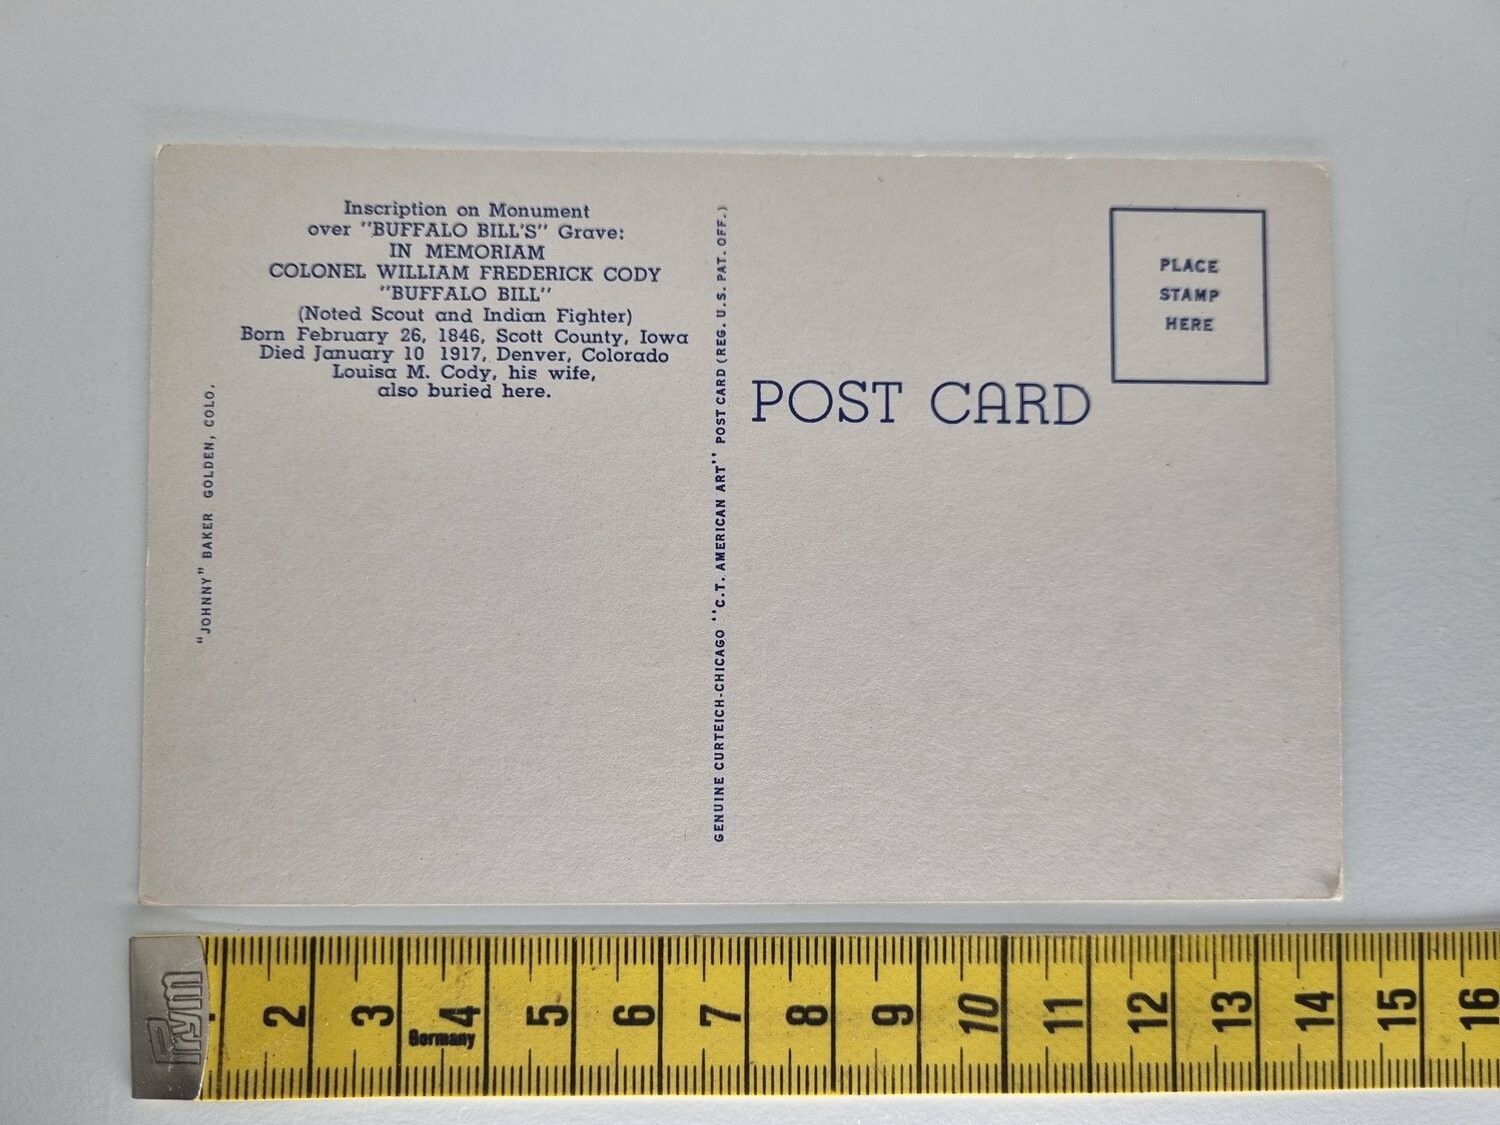 Inscription on Monument
over "BUFFALO BILL'S" Grave:
IN MEMORIAM
COLONEL WILLIAM FREDERICK CODY
"BUFFALO BILL"
(Noted Scout and Indian Fighter)
Born February 26, 1846, Scott County, Iowa
Died January 10 1917, Denver, Colorado
Louisa M. Cody, his wife,
also buried here.
"JOHNNY" BAKER GOLDEN, COLO.
GENUINE CURTEICH-CHICAGO "C.T. AMERICAN ART" POST CARD (REG. U.S. PAT. OFF.)
POST CARD
PLACE
STAMP
HERE
Prym
2 3 4 5 6 7 8 9 10 11 12 13 14 15 16
Germany